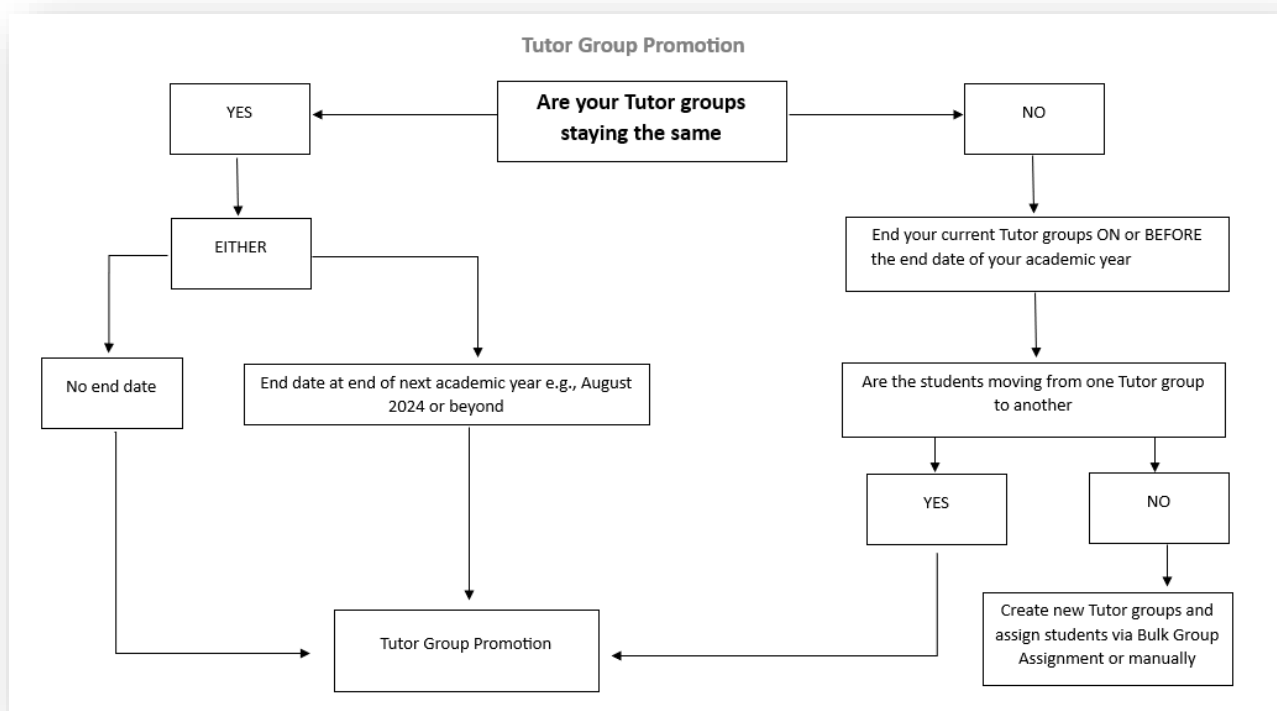 Tutor Group Promotion
YES
Are your Tutor groups
staying the same
NO
EITHER
End your current Tutor groups ON or BEFORE
the end date of your academic year
No end date
End date at end of next academic year e.g., August
2024 or beyond
Are the students moving from one Tutor group
to another
YES
NO
Tutor Group Promotion
Create new Tutor groups and
assign students via Bulk Group
Assignment or manually